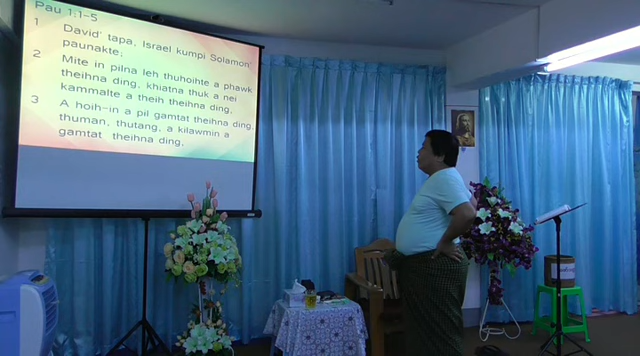 Pau 1:1-5
1 David' tapa, Israel kumpi Solamon' paunakte;
2 Mite in pilna leh thuhoihte a phawk
theihna ding, khiatna thuk a nei
kammalte a theih theihna ding,
3 A hoih-in a pil gamtat theihna ding,
thuman, thutang, a kilawmin a
gamtat theihna ding,